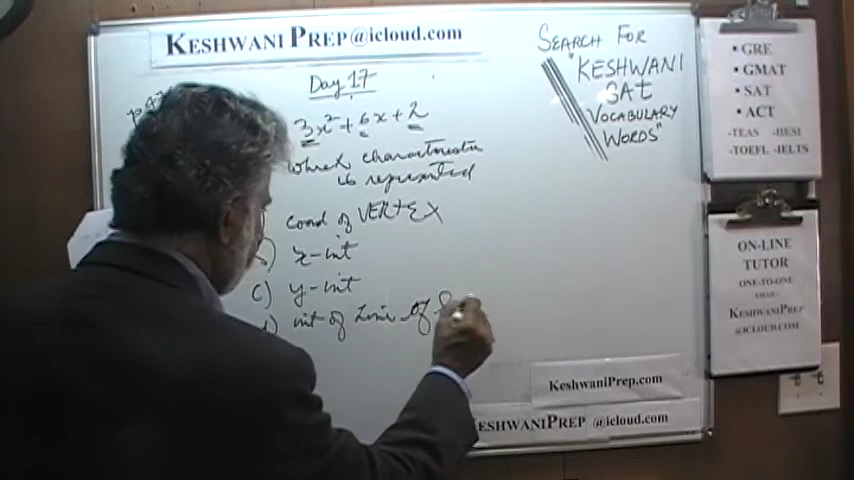 KESHWANI PREP @icloud.com
Day 17
3x² + 6x + 2
which characteristic
is represented
coord of VERTEX
x-int
c) y-int
int of Line of
SEARCH FOR
"KESHWANI
SAT
VOCABULARY
WORDS"
• GRE
• GMAT
• SAT
• ACT
-TEAS -HESI
-TOEFL -IELTS
ON-LINE
TUTOR
ONE-TO-ONE
KESHWANIPREP
@ICLOUD.COM
KeshwaniPrep.com
KESHWANIPREP @icloud.com